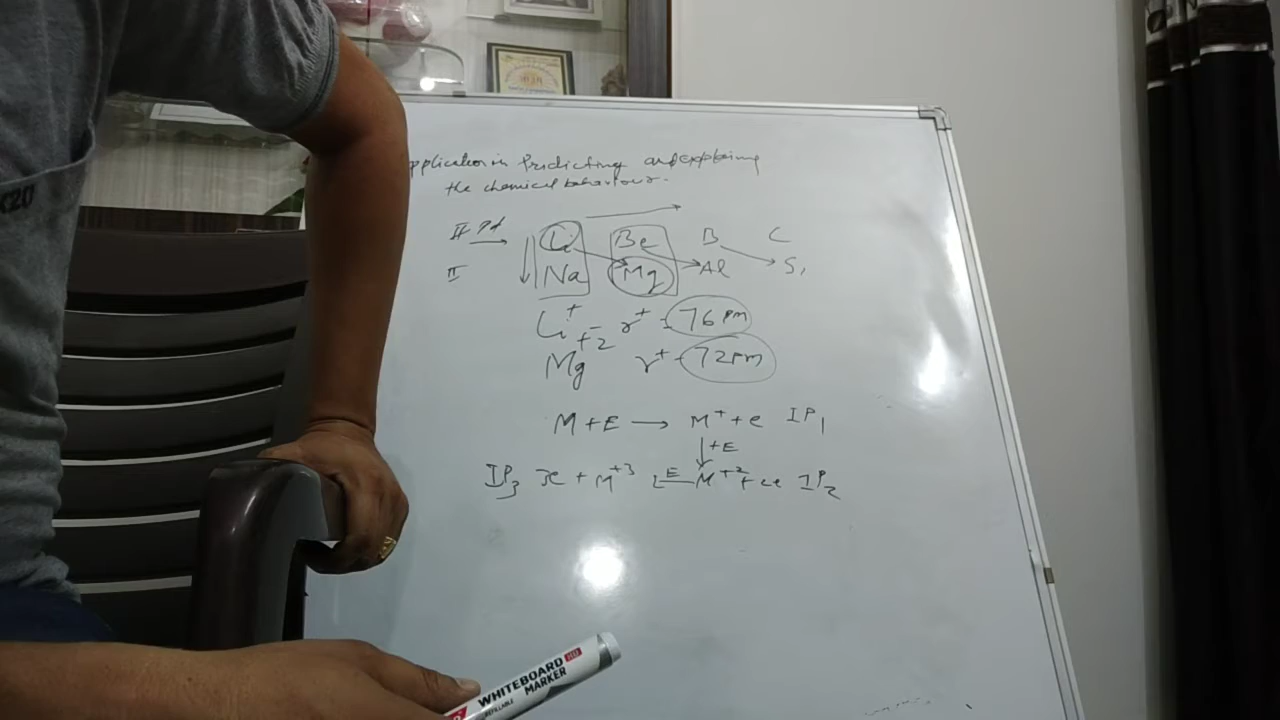 pplication in Predicting and explaining
the chemical behaviour.
II Pd → Li Be B C
II Na Mg Al Si
Li⁺ r⁺ = 76 pm
Mg⁺² r⁺ = 72 pm
M + E → M⁺ + e IP₁
↓ +E
IP₃ + M⁺³ E ← M⁺² + IP₂
WHITEBOARD
MARKER
REFILLABLE